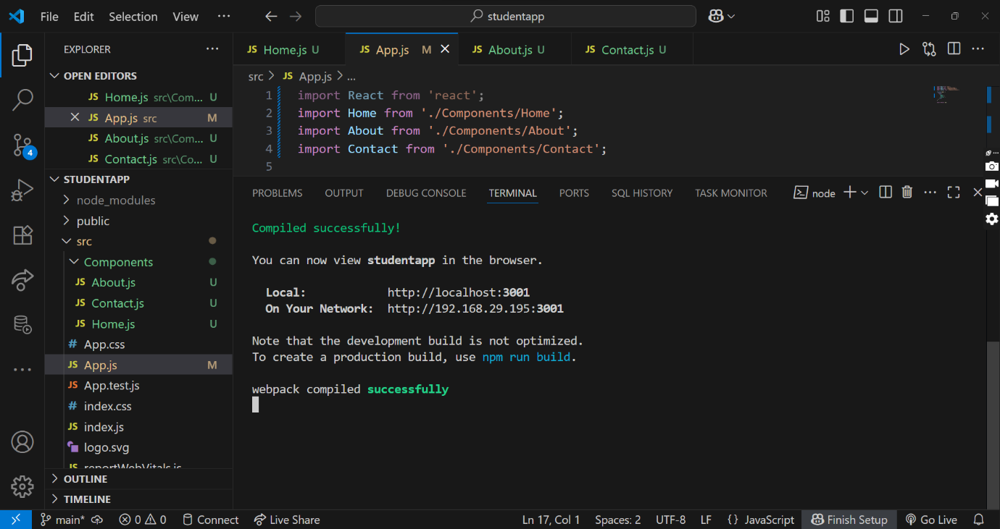 File Edit Selection View ... studentapp
EXPLORER ...
OPEN EDITORS
JS Home.js src\Com... U
JS App.js src M
JS About.js src\Com... U
JS Contact.js src\Co... U
STUDENTAPP
node_modules
public
src
Components
JS About.js U
JS Contact.js U
JS Home.js U
# App.css
JS App.js M
JS App.test.js
# index.css
JS index.js
logo.svg
JS reportWebVitals.js
OUTLINE
TIMELINE
4
JS Home.js U JS App.js M JS About.js U JS Contact.js U
src > JS App.js > ...
1 import React from 'react';
2 import Home from './Components/Home';
3 import About from './Components/About';
4 import Contact from './Components/Contact';
5
PROBLEMS OUTPUT DEBUG CONSOLE TERMINAL PORTS SQL HISTORY TASK MONITOR node
Compiled successfully!
You can now view studentapp in the browser.
Local: http://localhost:3001
On Your Network: http://192.168.29.195:3001
Note that the development build is not optimized.
To create a production build, use npm run build.
webpack compiled successfully
main* 0 0 Connect Live Share Ln 17, Col 1 Spaces: 2 UTF-8 LF {} JavaScript Finish Setup Go Live